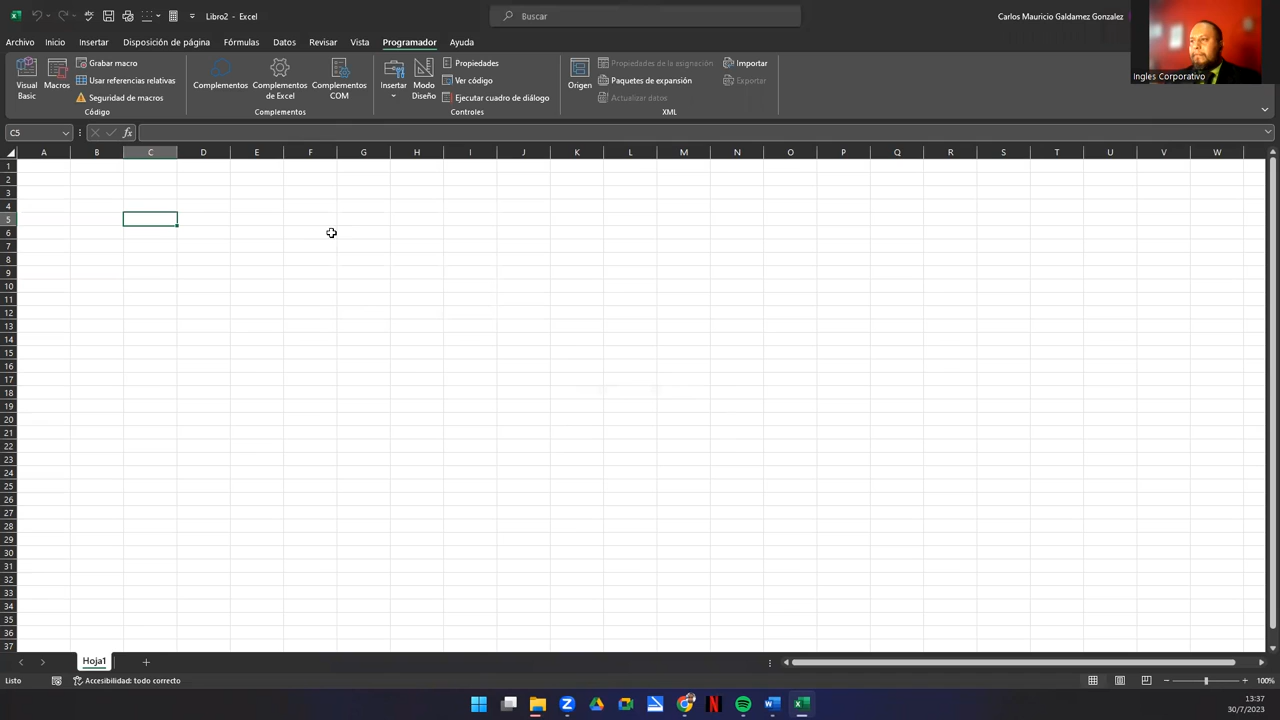 Libro2 - Excel
Buscar
Carlos Mauricio Galdamez Gonzalez
Archivo Inicio Insertar Disposición de página Fórmulas Datos Revisar Vista Programador Ayuda
Visual Basic
Macros
Grabar macro
Usar referencias relativas
Seguridad de macros
Código
Complementos
Complementos de Excel
Complementos COM
Complementos
Insertar
Modo Diseño
Propiedades
Ver código
Ejecutar cuadro de diálogo
Controles
Origen
Propiedades de la asignación
Paquetes de expansión
Actualizar datos
Importar
Exportar
XML
Ingles Corporativo
C5
fx
A B C D E F G H I J K L M N O P Q R S T U V W
1
2
3
4
5
6
7
8
9
10
11
12
13
14
15
16
17
18
19
20
21
22
23
24
25
26
27
28
29
30
31
32
33
34
35
36
37
Hoja1
Listo
Accesibilidad: todo correcto
100%
13:37
30/7/2023